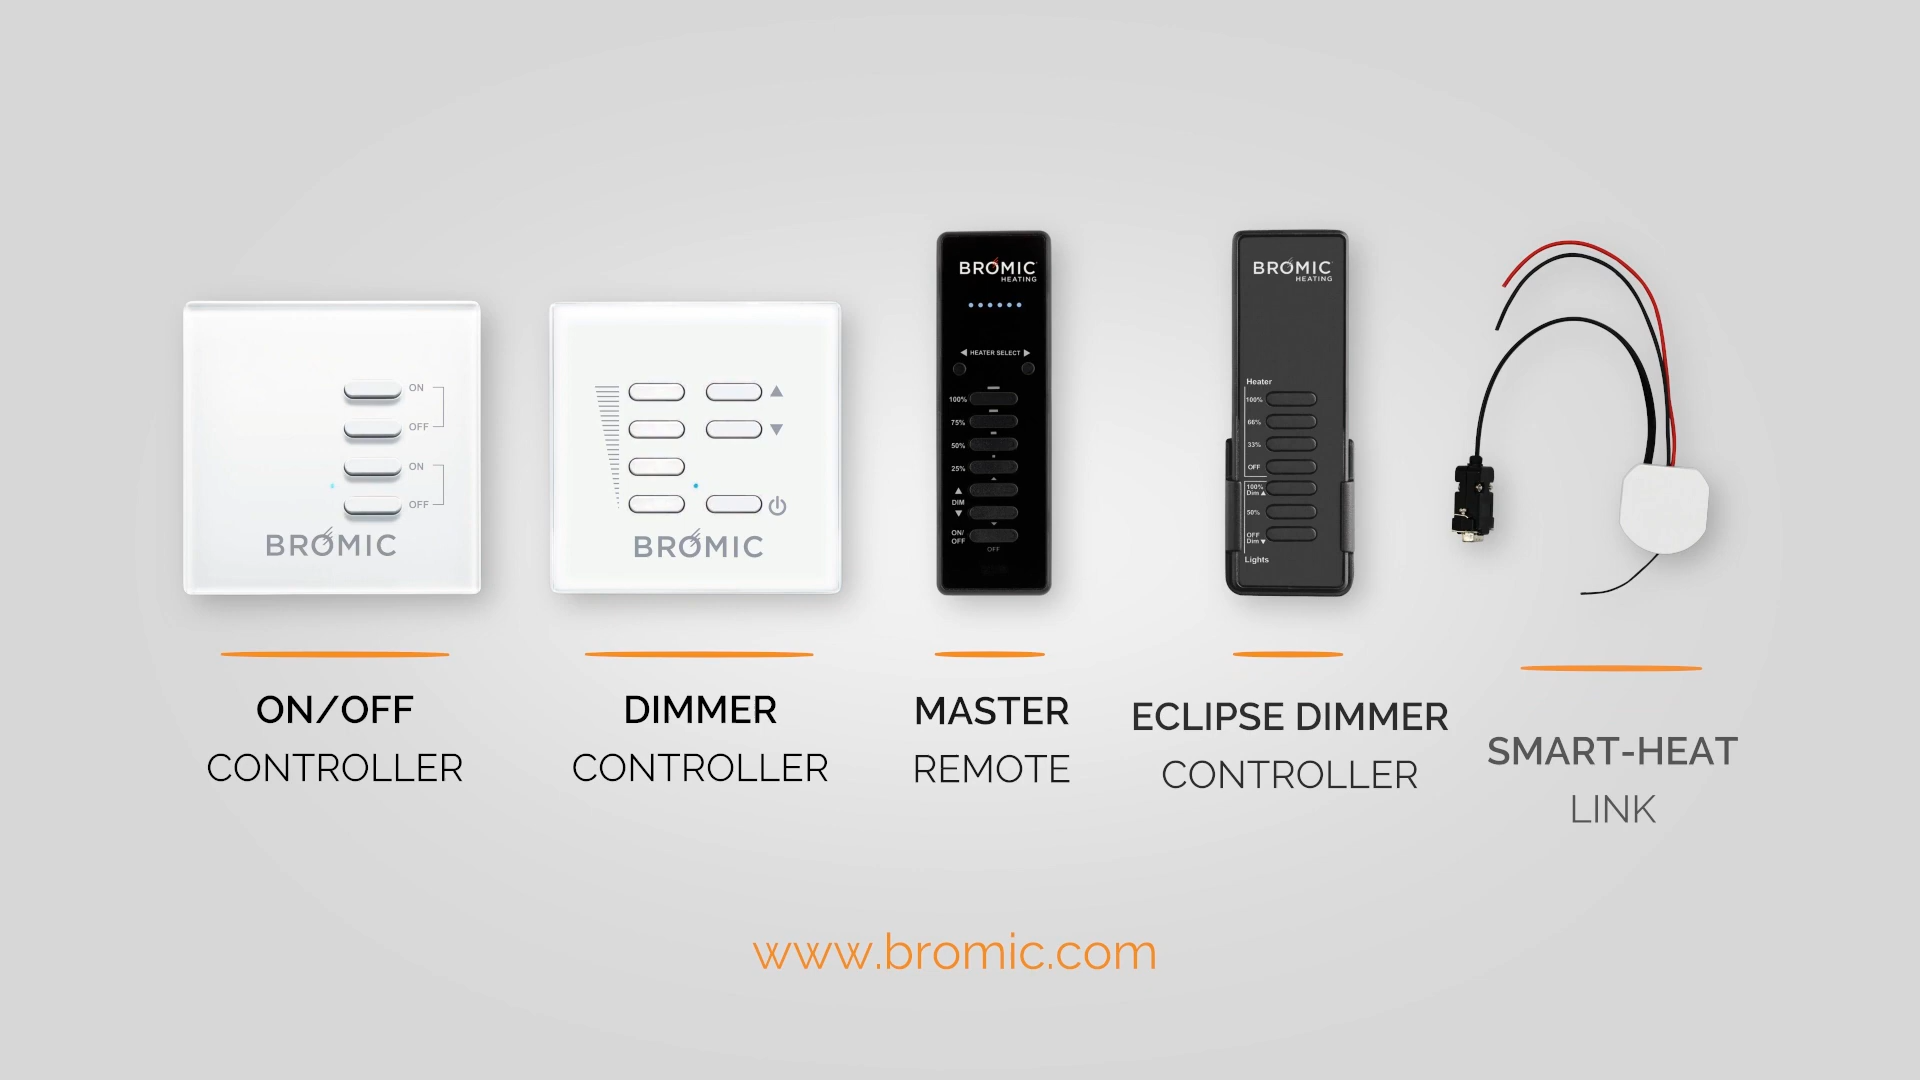 ON
OFF
ON
OFF
BROMIC
BROMIC
BROMIC
HEATING
◀ HEATER SELECT ▶
100%
75%
50%
25%
▲
DIM
▼
ON/
OFF
OFF
BROMIC
HEATING
Heater
100%
66%
33%
OFF
100%
Dim ▲
50%
OFF
Dim ▼
Lights
ON/OFF
CONTROLLER
DIMMER
CONTROLLER
MASTER
REMOTE
ECLIPSE DIMMER
CONTROLLER
SMART-HEAT
LINK
www.bromic.com